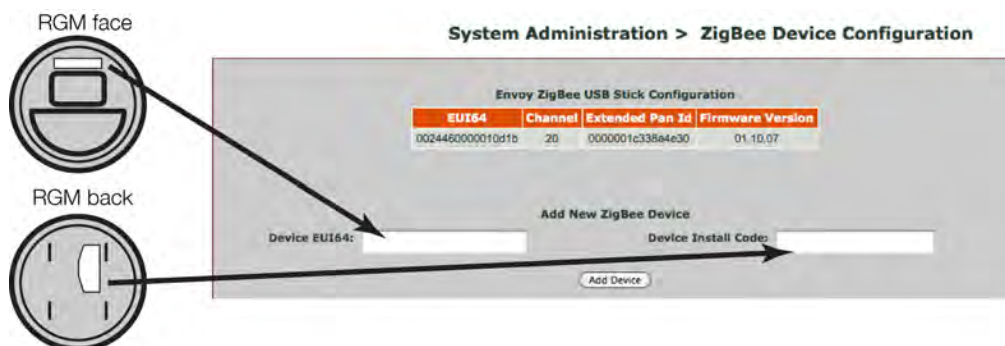 RGM face
System Administration > ZigBee Device Configuration
Envoy ZigBee USB Stick Configuration
EUI64 Channel Extended Pan Id Firmware Version
0024460000010d1b 20 0000001c338a4e30 01.10.07
RGM back
Add New ZigBee Device
Device EUI64: Device Install Code:
Add Device